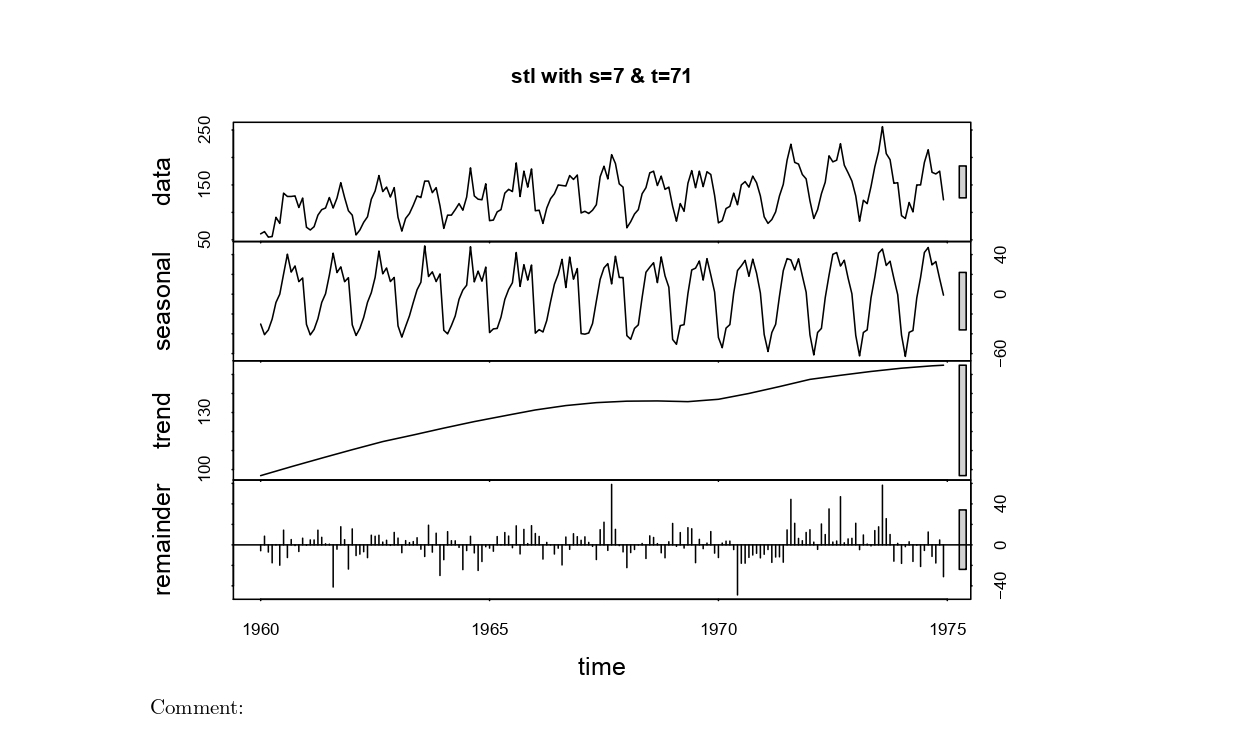 stl with s=7 & t=71
data
50 150 250
seasonal
−60 0 40
trend
100 130
remainder
−40 0 40
1960 1965 1970 1975
time
Comment: